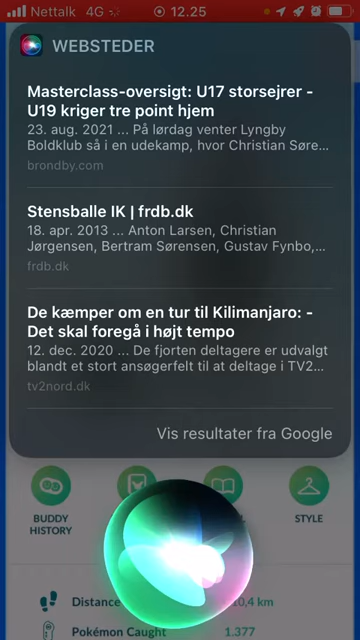 Nettalk 4G 12.25
WEBSTEDER
Masterclass-oversigt: U17 storsejrer -
U19 kriger tre point hjem
23. aug. 2021 ... På lørdag venter Lyngby
Boldklub så i en udekamp, hvor Christian Søre...
brondby.com
Stensballe IK | frdb.dk
18. apr. 2013 ... Anton Larsen, Christian
Jørgensen, Bertram Sørensen, Gustav Fynbo,...
frdb.dk
De kæmper om en tur til Kilimanjaro: -
Det skal foregå i højt tempo
12. dec. 2020 ... De fjorten deltagere er udvalgt
blandt et stort ansøgerfelt til at deltage i TV2...
tv2nord.dk
Vis resultater fra Google
BUDDY
HISTORY
STYLE
Distance 0,4 km
Pokémon Caught 1.377